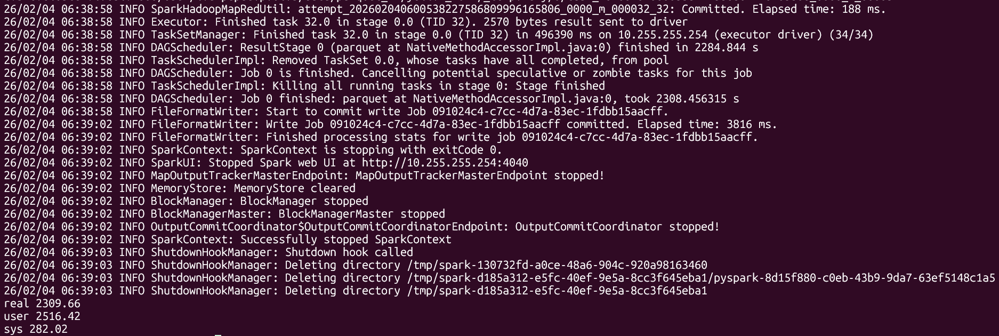 26/02/04 06:38:58 INFO SparkHadoopMapRedUtil: attempt_202602040600538227586809996165806_0000_m_000032_32: Committed. Elapsed time: 188 ms.
26/02/04 06:38:58 INFO Executor: Finished task 32.0 in stage 0.0 (TID 32). 2570 bytes result sent to driver
26/02/04 06:38:58 INFO TaskSetManager: Finished task 32.0 in stage 0.0 (TID 32) in 496390 ms on 10.255.255.254 (executor driver) (34/34)
26/02/04 06:38:58 INFO DAGScheduler: ResultStage 0 (parquet at NativeMethodAccessorImpl.java:0) finished in 2284.844 s
26/02/04 06:38:58 INFO TaskSchedulerImpl: Removed TaskSet 0.0, whose tasks have all completed, from pool
26/02/04 06:38:58 INFO DAGScheduler: Job 0 is finished. Cancelling potential speculative or zombie tasks for this job
26/02/04 06:38:58 INFO TaskSchedulerImpl: Killing all running tasks in stage 0: Stage finished
26/02/04 06:38:58 INFO DAGScheduler: Job 0 finished: parquet at NativeMethodAccessorImpl.java:0, took 2308.456315 s
26/02/04 06:38:58 INFO FileFormatWriter: Start to commit write Job 091024c4-c7cc-4d7a-83ec-1fdbb15aacff.
26/02/04 06:39:02 INFO FileFormatWriter: Write Job 091024c4-c7cc-4d7a-83ec-1fdbb15aacff committed. Elapsed time: 3816 ms.
26/02/04 06:39:02 INFO FileFormatWriter: Finished processing stats for write job 091024c4-c7cc-4d7a-83ec-1fdbb15aacff.
26/02/04 06:39:02 INFO SparkContext: SparkContext is stopping with exitCode 0.
26/02/04 06:39:02 INFO SparkUI: Stopped Spark web UI at http://10.255.255.254:4040
26/02/04 06:39:02 INFO MapOutputTrackerMasterEndpoint: MapOutputTrackerMasterEndpoint stopped!
26/02/04 06:39:02 INFO MemoryStore: MemoryStore cleared
26/02/04 06:39:02 INFO BlockManager: BlockManager stopped
26/02/04 06:39:02 INFO BlockManagerMaster: BlockManagerMaster stopped
26/02/04 06:39:02 INFO OutputCommitCoordinator$OutputCommitCoordinatorEndpoint: OutputCommitCoordinator stopped!
26/02/04 06:39:02 INFO SparkContext: Successfully stopped SparkContext
26/02/04 06:39:03 INFO ShutdownHookManager: Shutdown hook called
26/02/04 06:39:03 INFO ShutdownHookManager: Deleting directory /tmp/spark-130732fd-a0ce-48a6-904c-920a98163460
26/02/04 06:39:03 INFO ShutdownHookManager: Deleting directory /tmp/spark-d185a312-e5fc-40ef-9e5a-8cc3f645eba1/pyspark-8d15f880-c0eb-43b9-9da7-63ef5148c1a5
26/02/04 06:39:03 INFO ShutdownHookManager: Deleting directory /tmp/spark-d185a312-e5fc-40ef-9e5a-8cc3f645eba1
real 2309.66
user 2516.42
sys 282.02